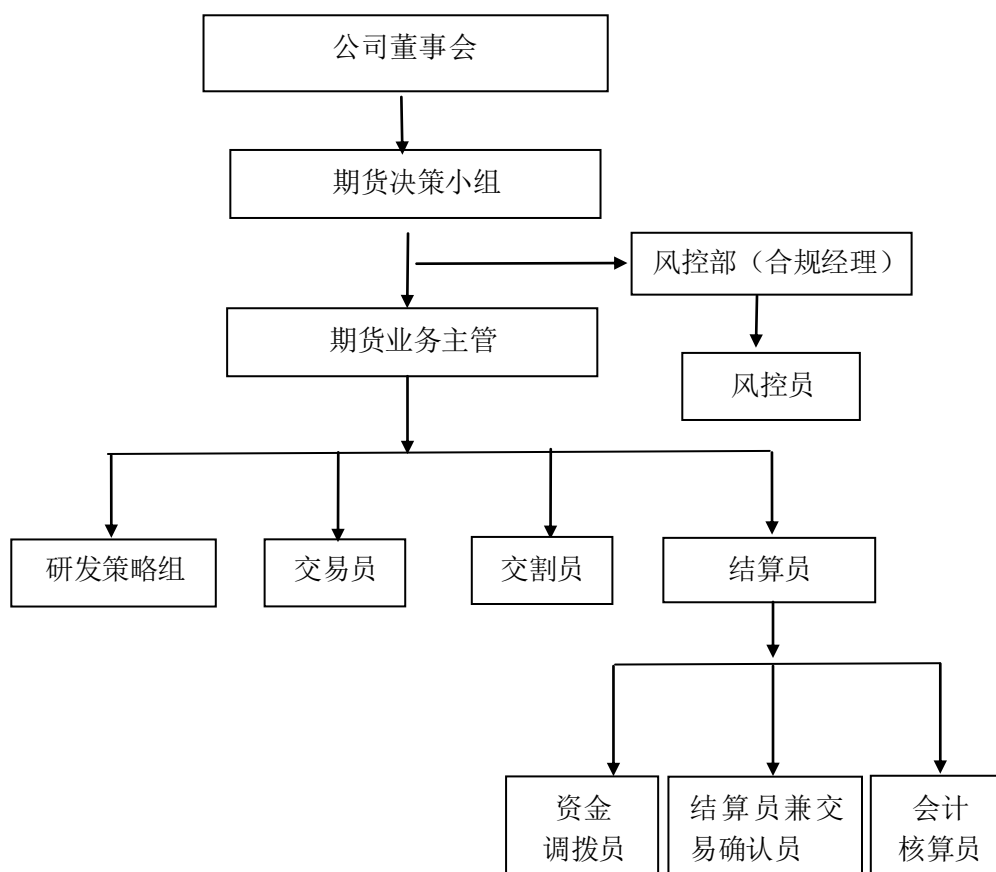 公司董事会
期货决策小组
风控部（合规经理）
期货业务主管
风控员
研发策略组
交易员
交割员
结算员
资金
调拨员
结算员兼交
易确认员
会计
核算员